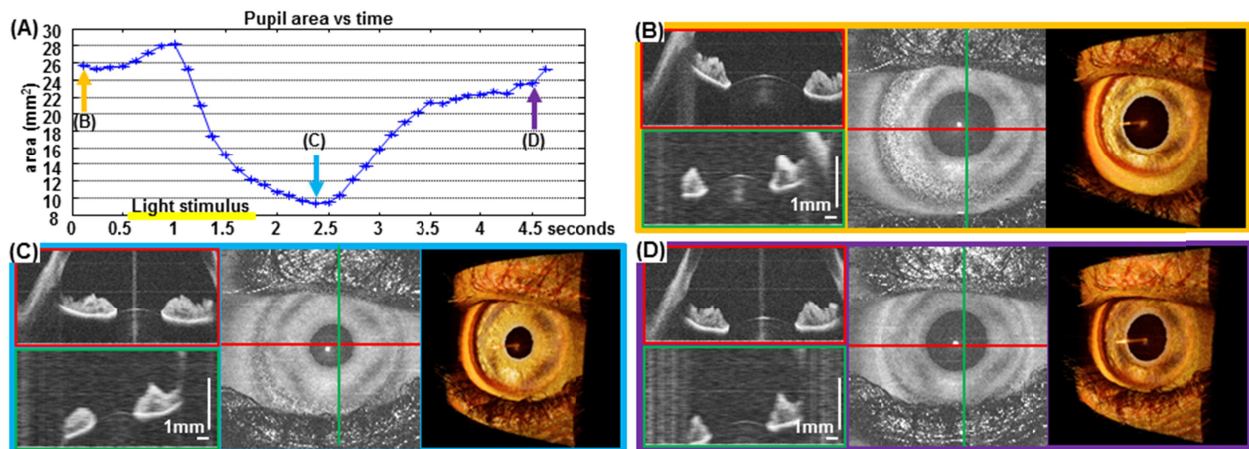 (A)
Pupil area vs time
30
28
26
24
22
20
18
16
14
12
10
8
area (mm²)
(B)
(C)
(D)
Light stimulus
0 0.5 1 1.5 2 2.5 3 3.5 4 4.5 seconds
(B)
1mm
(C)
1mm
(D)
1mm